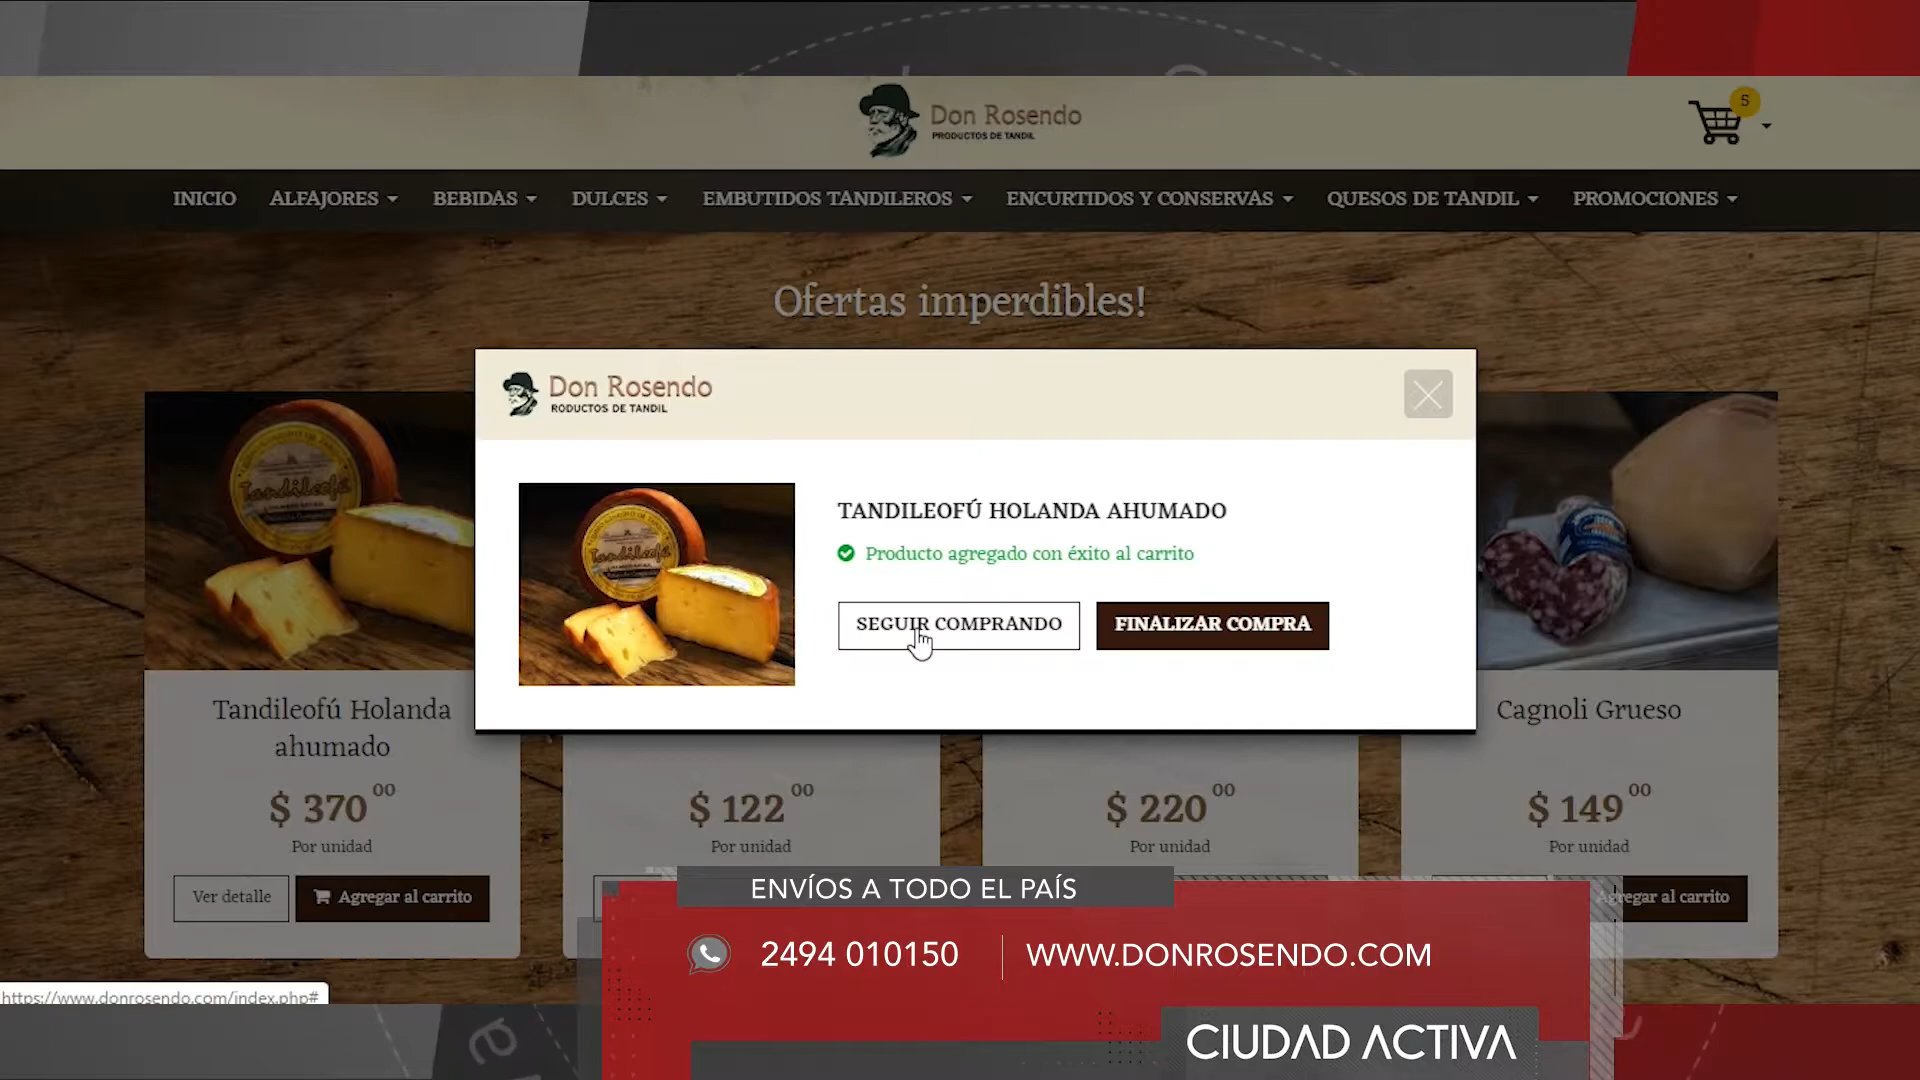 Don Rosendo
PRODUCTOS DE TANDIL
5
INICIO ALFAJORES BEBIDAS DULCES EMBUTIDOS TANDILEROS ENCURTIDOS Y CONSERVAS QUESOS DE TANDIL PROMOCIONES
Ofertas imperdibles!
Don Rosendo
RODUCTOS DE TANDIL
TANDILEOFÚ HOLANDA AHUMADO
Producto agregado con éxito al carrito
SEGUIR COMPRANDO FINALIZAR COMPRA
Tandileofú
Tandileofú
Tandileofú Holanda
ahumado
$ 370 00
Por unidad
Ver detalle Agregar al carrito
$ 122 00
Por unidad
$ 220 00
Por unidad
Cagnoli Grueso
$ 149 00
Por unidad
Agregar al carrito
ENVÍOS A TODO EL PAÍS
2494 010150 WWW.DONROSENDO.COM
https://www.donrosendo.com/index.php#
CIUDAD ACTIVA